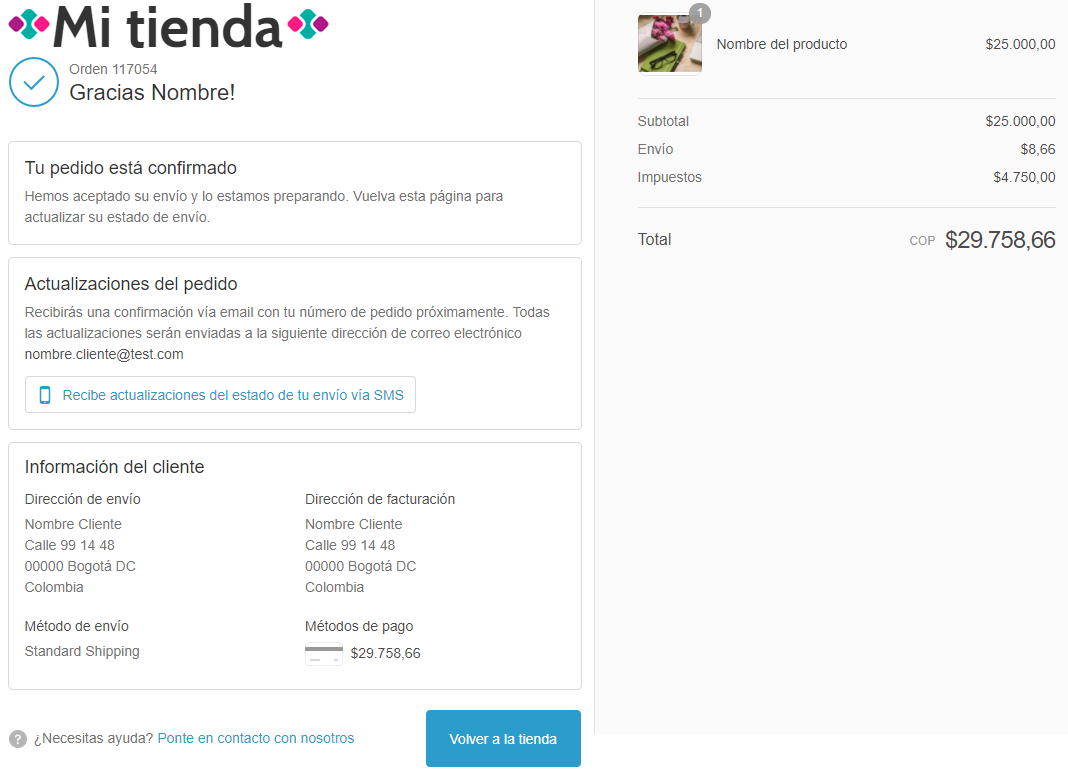 Mi tienda
Orden 117054
Gracias Nombre!
Tu pedido está confirmado
Hemos aceptado su envío y lo estamos preparando. Vuelva esta página para
actualizar su estado de envío.
Actualizaciones del pedido
Recibirás una confirmación vía email con tu número de pedido próximamente. Todas
las actualizaciones serán enviadas a la siguiente dirección de correo electrónico
nombre.cliente@test.com
Recibe actualizaciones del estado de tu envío vía SMS
Información del cliente
Dirección de envío
Nombre Cliente
Calle 99 14 48
00000 Bogotá DC
Colombia
Dirección de facturación
Nombre Cliente
Calle 99 14 48
00000 Bogotá DC
Colombia
Método de envío
Standard Shipping
Métodos de pago
$29.758,66
? ¿Necesitas ayuda? Ponte en contacto con nosotros
Volver a la tienda
1
Nombre del producto $25.000,00
Subtotal $25.000,00
Envío $8,66
Impuestos $4.750,00
Total COP $29.758,66